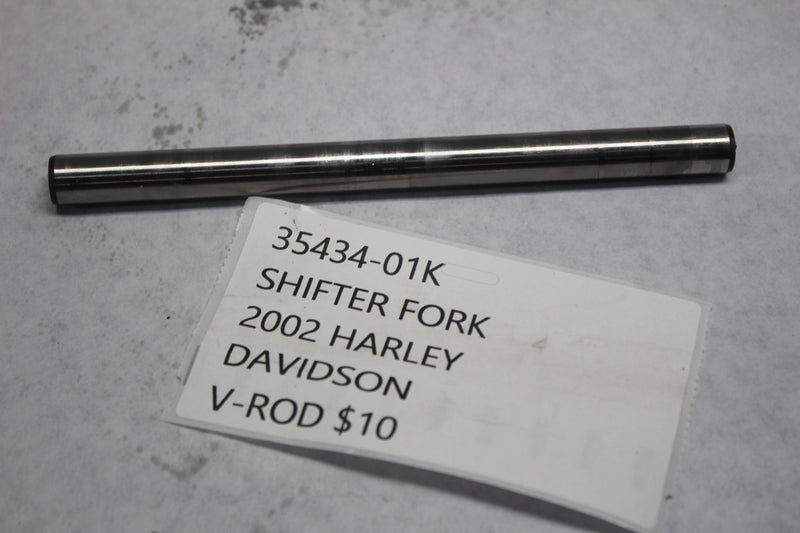 35434-01K
SHIFTER FORK
2002 HARLEY
DAVIDSON
V-ROD $10